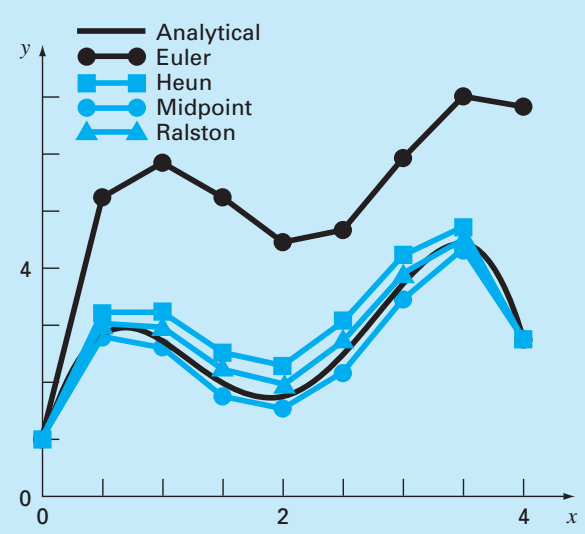 Analytical
y
Euler
Heun
Midpoint
Ralston
4
0
0 2 4 x